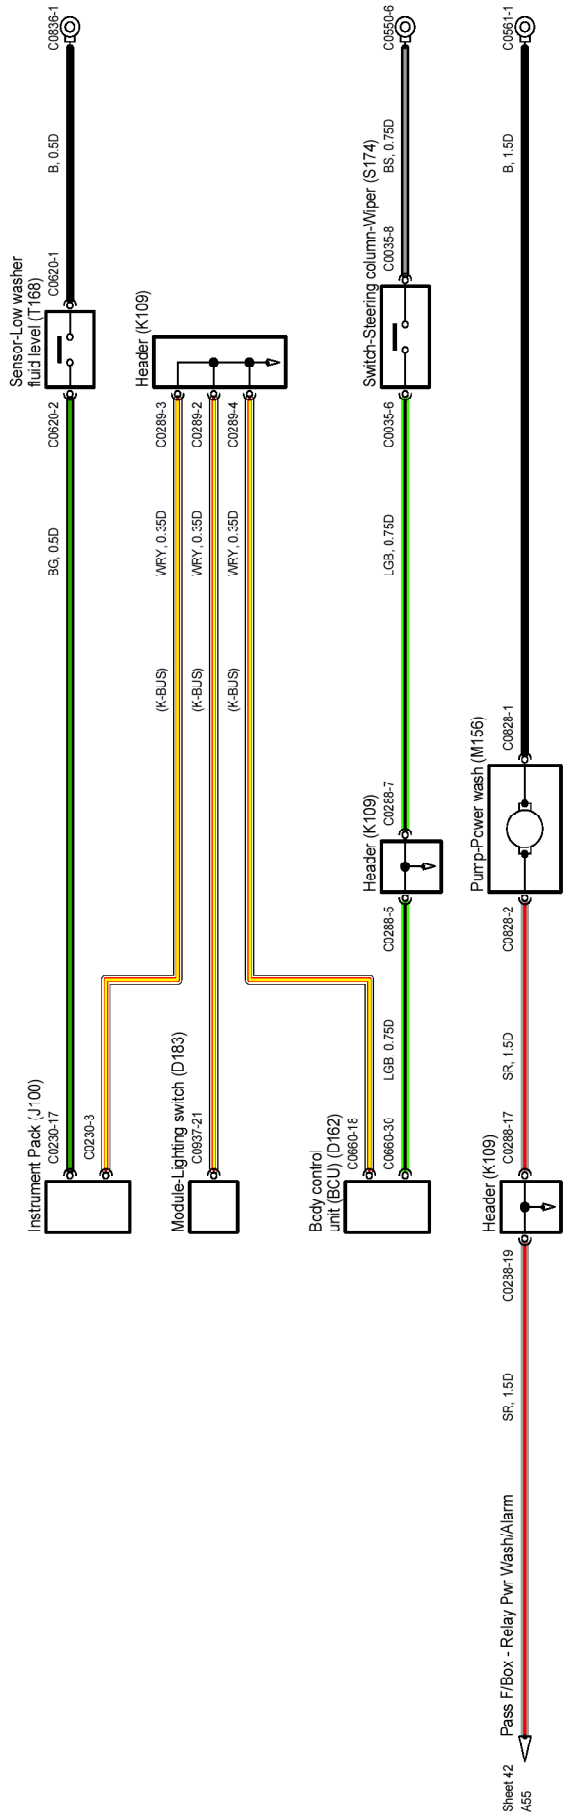 C0836-1
B, 0.5D
C0620-1
Sensor-Low washer
fluid level (T168)
C0620-2
BG, 0.5D
Instrument Pack (J100)
C0230-17
C0230-3
Header (K109)
C0289-3
C0289-2
C0289-4
WRY, 0.35D
WRY, 0.35D
WRY, 0.35D
(K-BUS)
(K-BUS)
(K-BUS)
Module-Lighting switch (D183)
C0937-21
Body control
unit (BCU) (D162)
C0660-18
C0660-30
C0550-6
BS, 0.75D
C0035-8
Switch-Steering column-Wiper (S174)
C0035-6
LGB, 0.75D
C0288-7
Header (K109)
C0288-5
LGB 0.75D
C0561-1
B, 1.5D
C0828-1
Pump-Power wash (M156)
C0828-2
SR, 1.5D
C0288-17
Header (K109)
C0288-19
SR, 1.5D
Pass F/Box - Relay Pwr Wash/Alarm
Sheet 42
A55